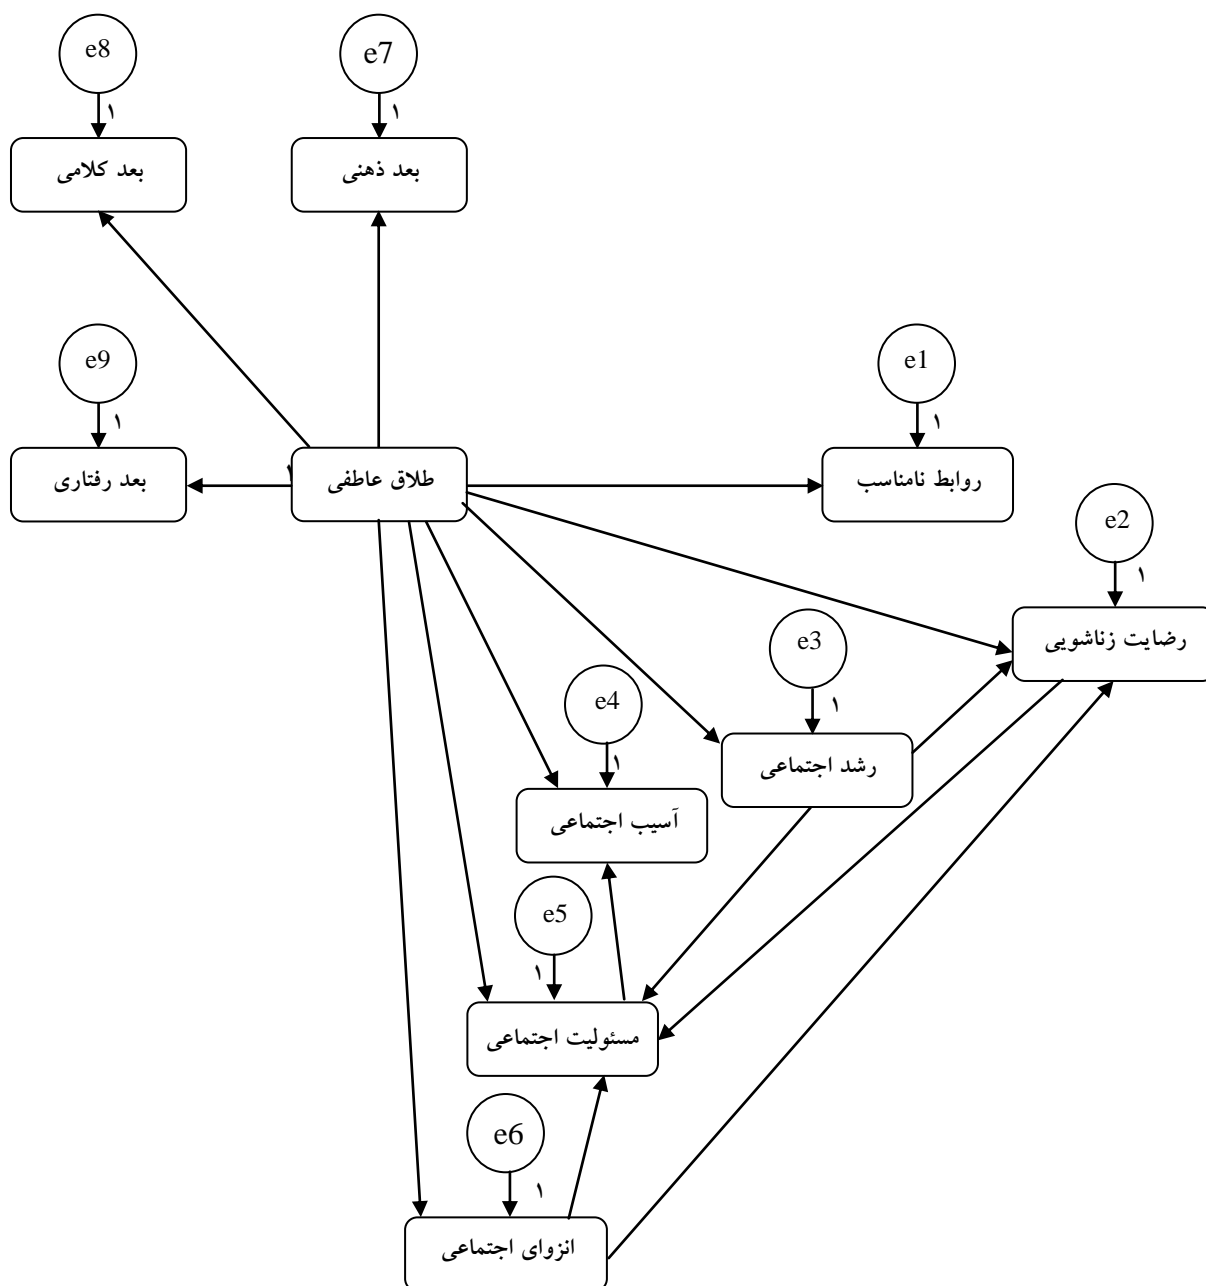 e8
e7
۱
۱
بعد کلامی
بعد ذهنی
e9
e1
۱
۱
بعد رفتاری
۱
طلاق عاطفی
روابط نامناسب
e2
۱
رضایت زناشویی
e3
۱
رشد اجتماعی
e4
۱
آسیب اجتماعی
e5
۱
مسئولیت اجتماعی
e6
۱
انزوای اجتماعی